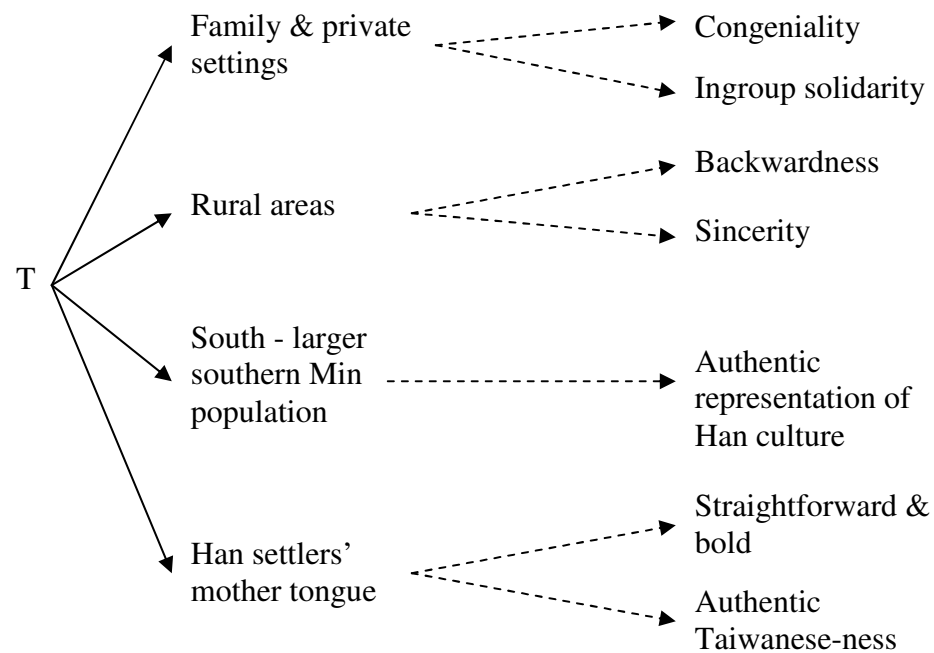 Family & private
settings
Congeniality
Ingroup solidarity
Rural areas
Backwardness
Sincerity
T
South - larger
southern Min
population
Authentic
representation of
Han culture
Han settlers’
mother tongue
Straightforward &
bold
Authentic
Taiwanese-ness